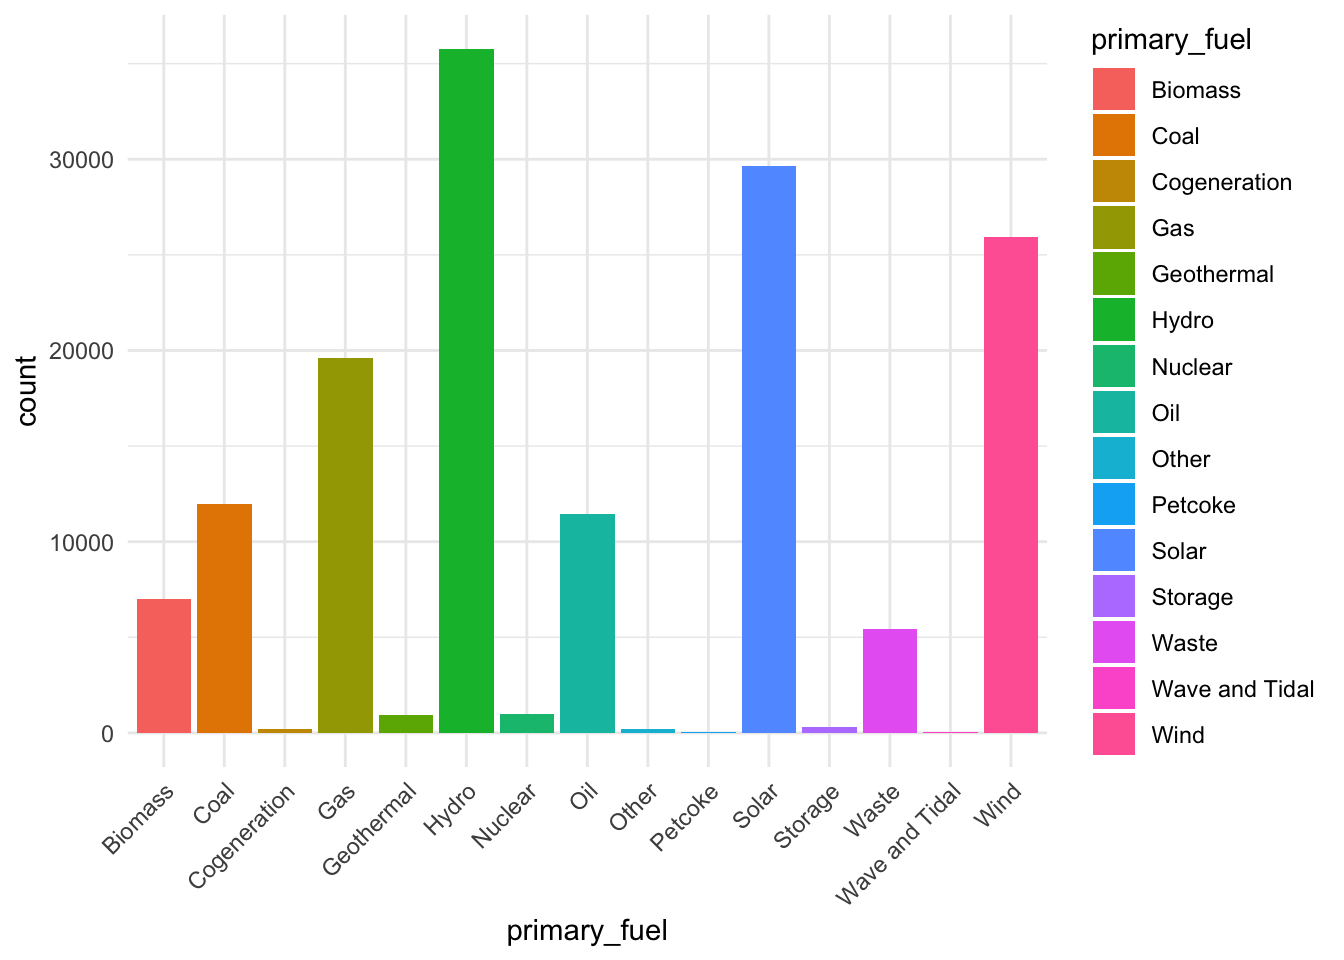 count
30000
20000
10000
0
Biomass
Coal
Cogeneration
Gas
Geothermal
Hydro
Nuclear
Oil
Other
Petcoke
Solar
Storage
Waste
Wave and Tidal
Wind
primary_fuel
primary_fuel
Biomass
Coal
Cogeneration
Gas
Geothermal
Hydro
Nuclear
Oil
Other
Petcoke
Solar
Storage
Waste
Wave and Tidal
Wind